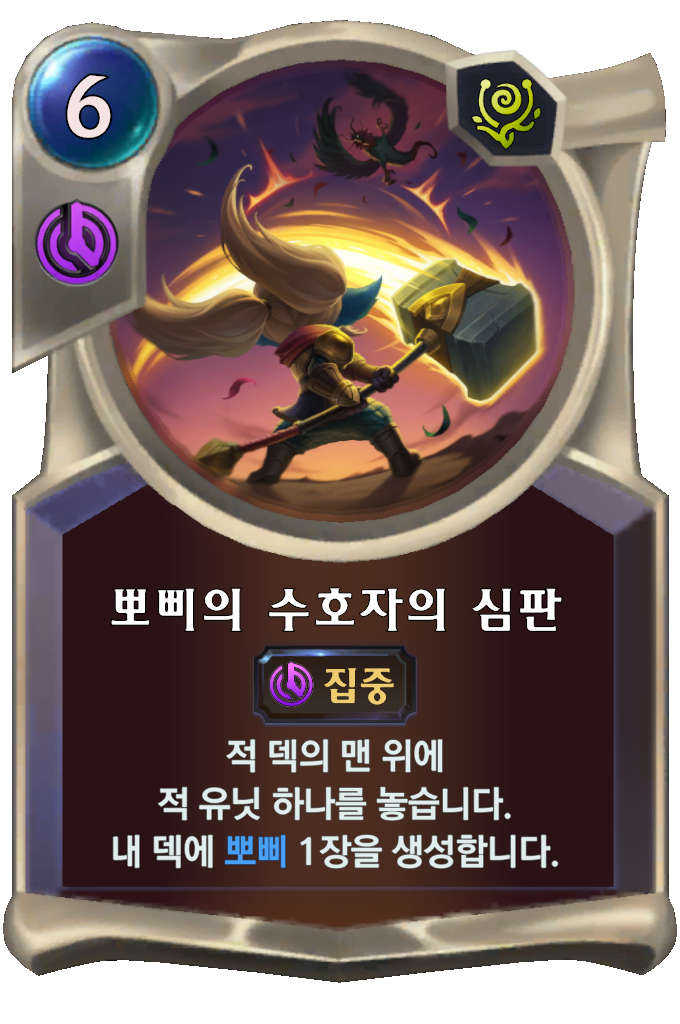 6
뽀삐의 수호자의 심판
집중
적 덱의 맨 위에
적 유닛 하나를 놓습니다.
내 덱에 뽀삐 1장을 생성합니다.